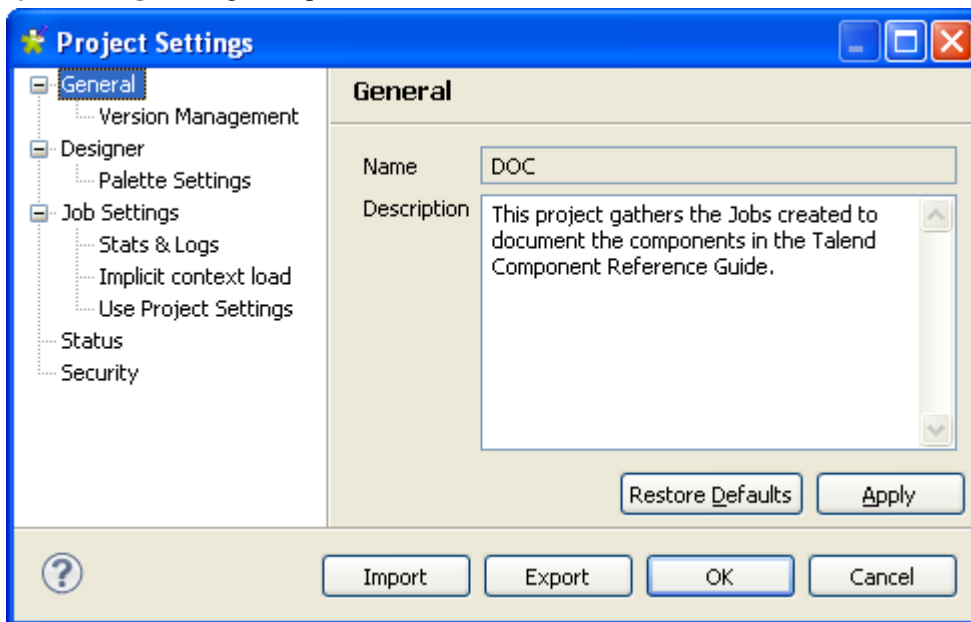 Project Settings
General
Version Management
Designer
Palette Settings
Job Settings
Stats & Logs
Implicit context load
Use Project Settings
Status
Security
General
Name DOC
Description This project gathers the Jobs created to
document the components in the Talend
Component Reference Guide.
Restore Defaults Apply
? Import Export OK Cancel